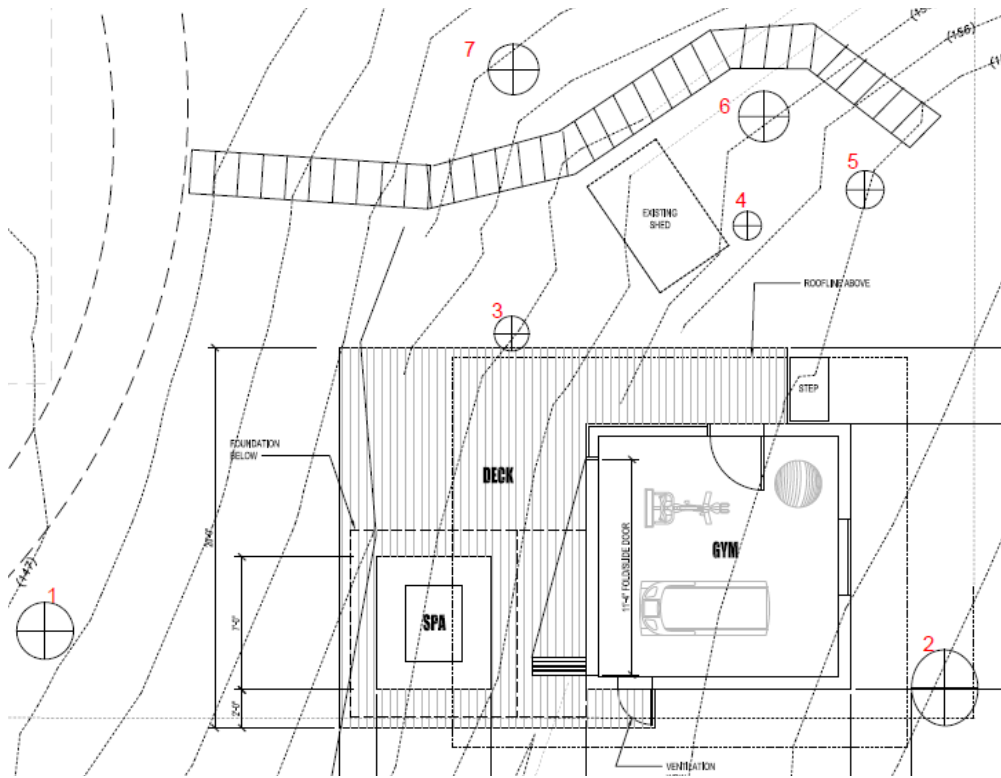 7
(156)
6
5
4
EXISTING
SHED
3
ROOFLINE ABOVE
STEP
FOUNDATION
BELOW
DECK
GYM
11'-4" FOLD/SLIDE DOOR
(147)
1
7'-0"
SPA
2
2'-0"
VENTILATION